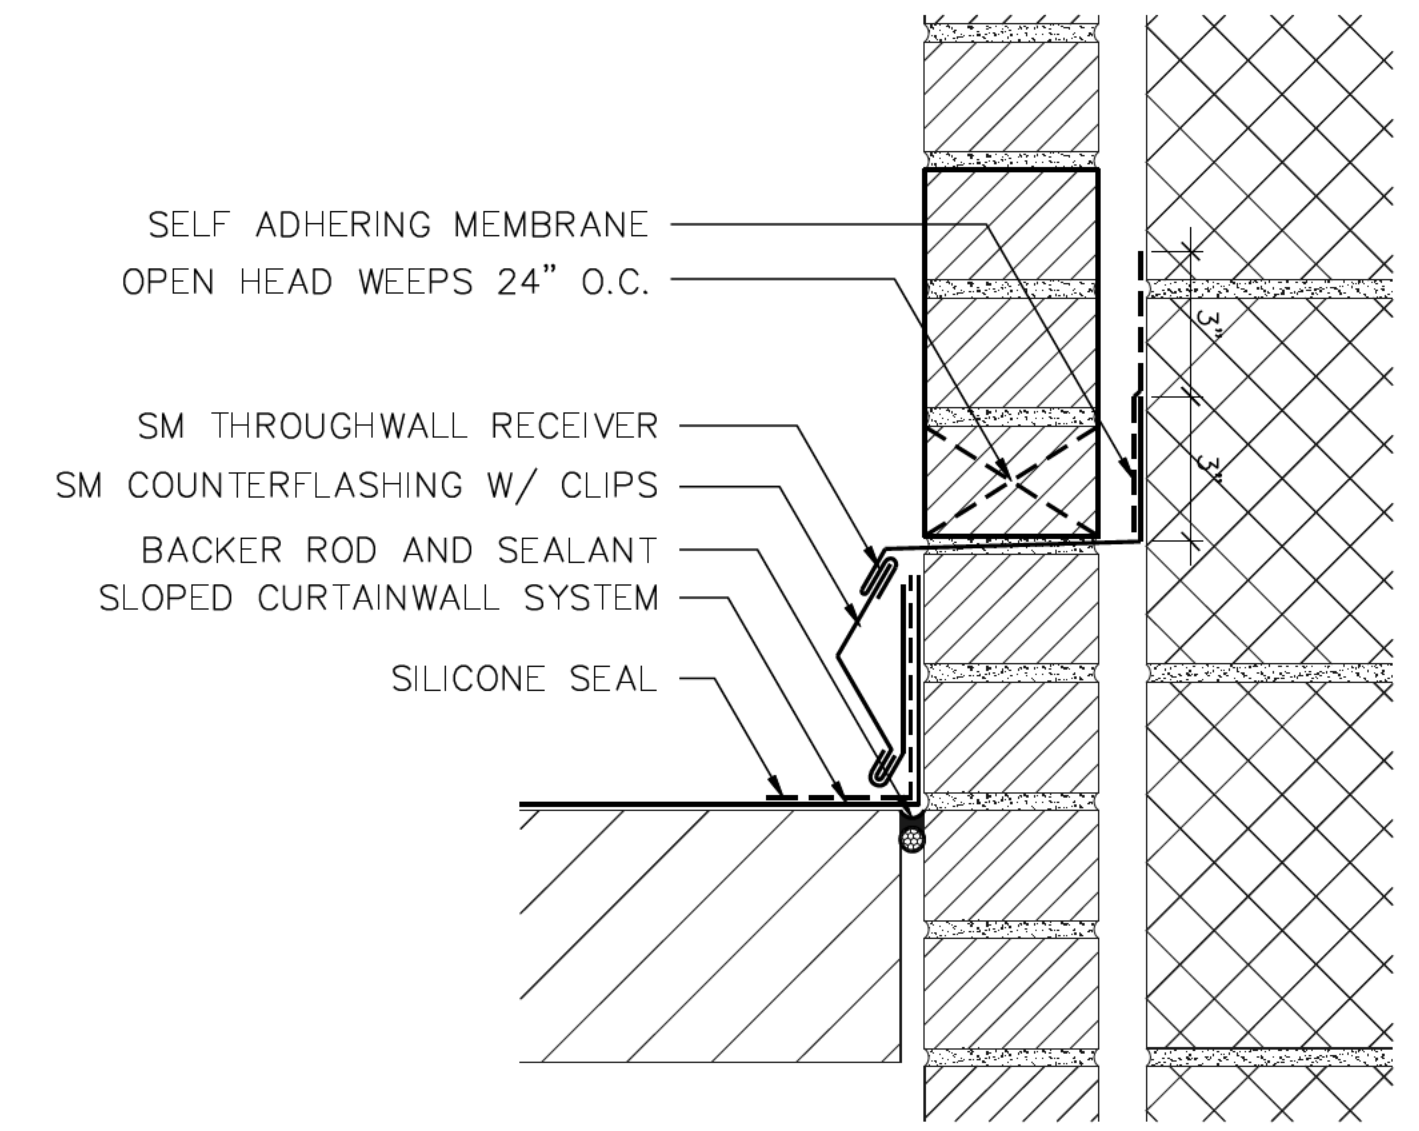 SELF ADHERING MEMBRANE
OPEN HEAD WEEPS 24" O.C.
3"
SM THROUGHWALL RECEIVER
3"
SM COUNTERFLASHING W/ CLIPS
BACKER ROD AND SEALANT
SLOPED CURTAINWALL SYSTEM
SILICONE SEAL